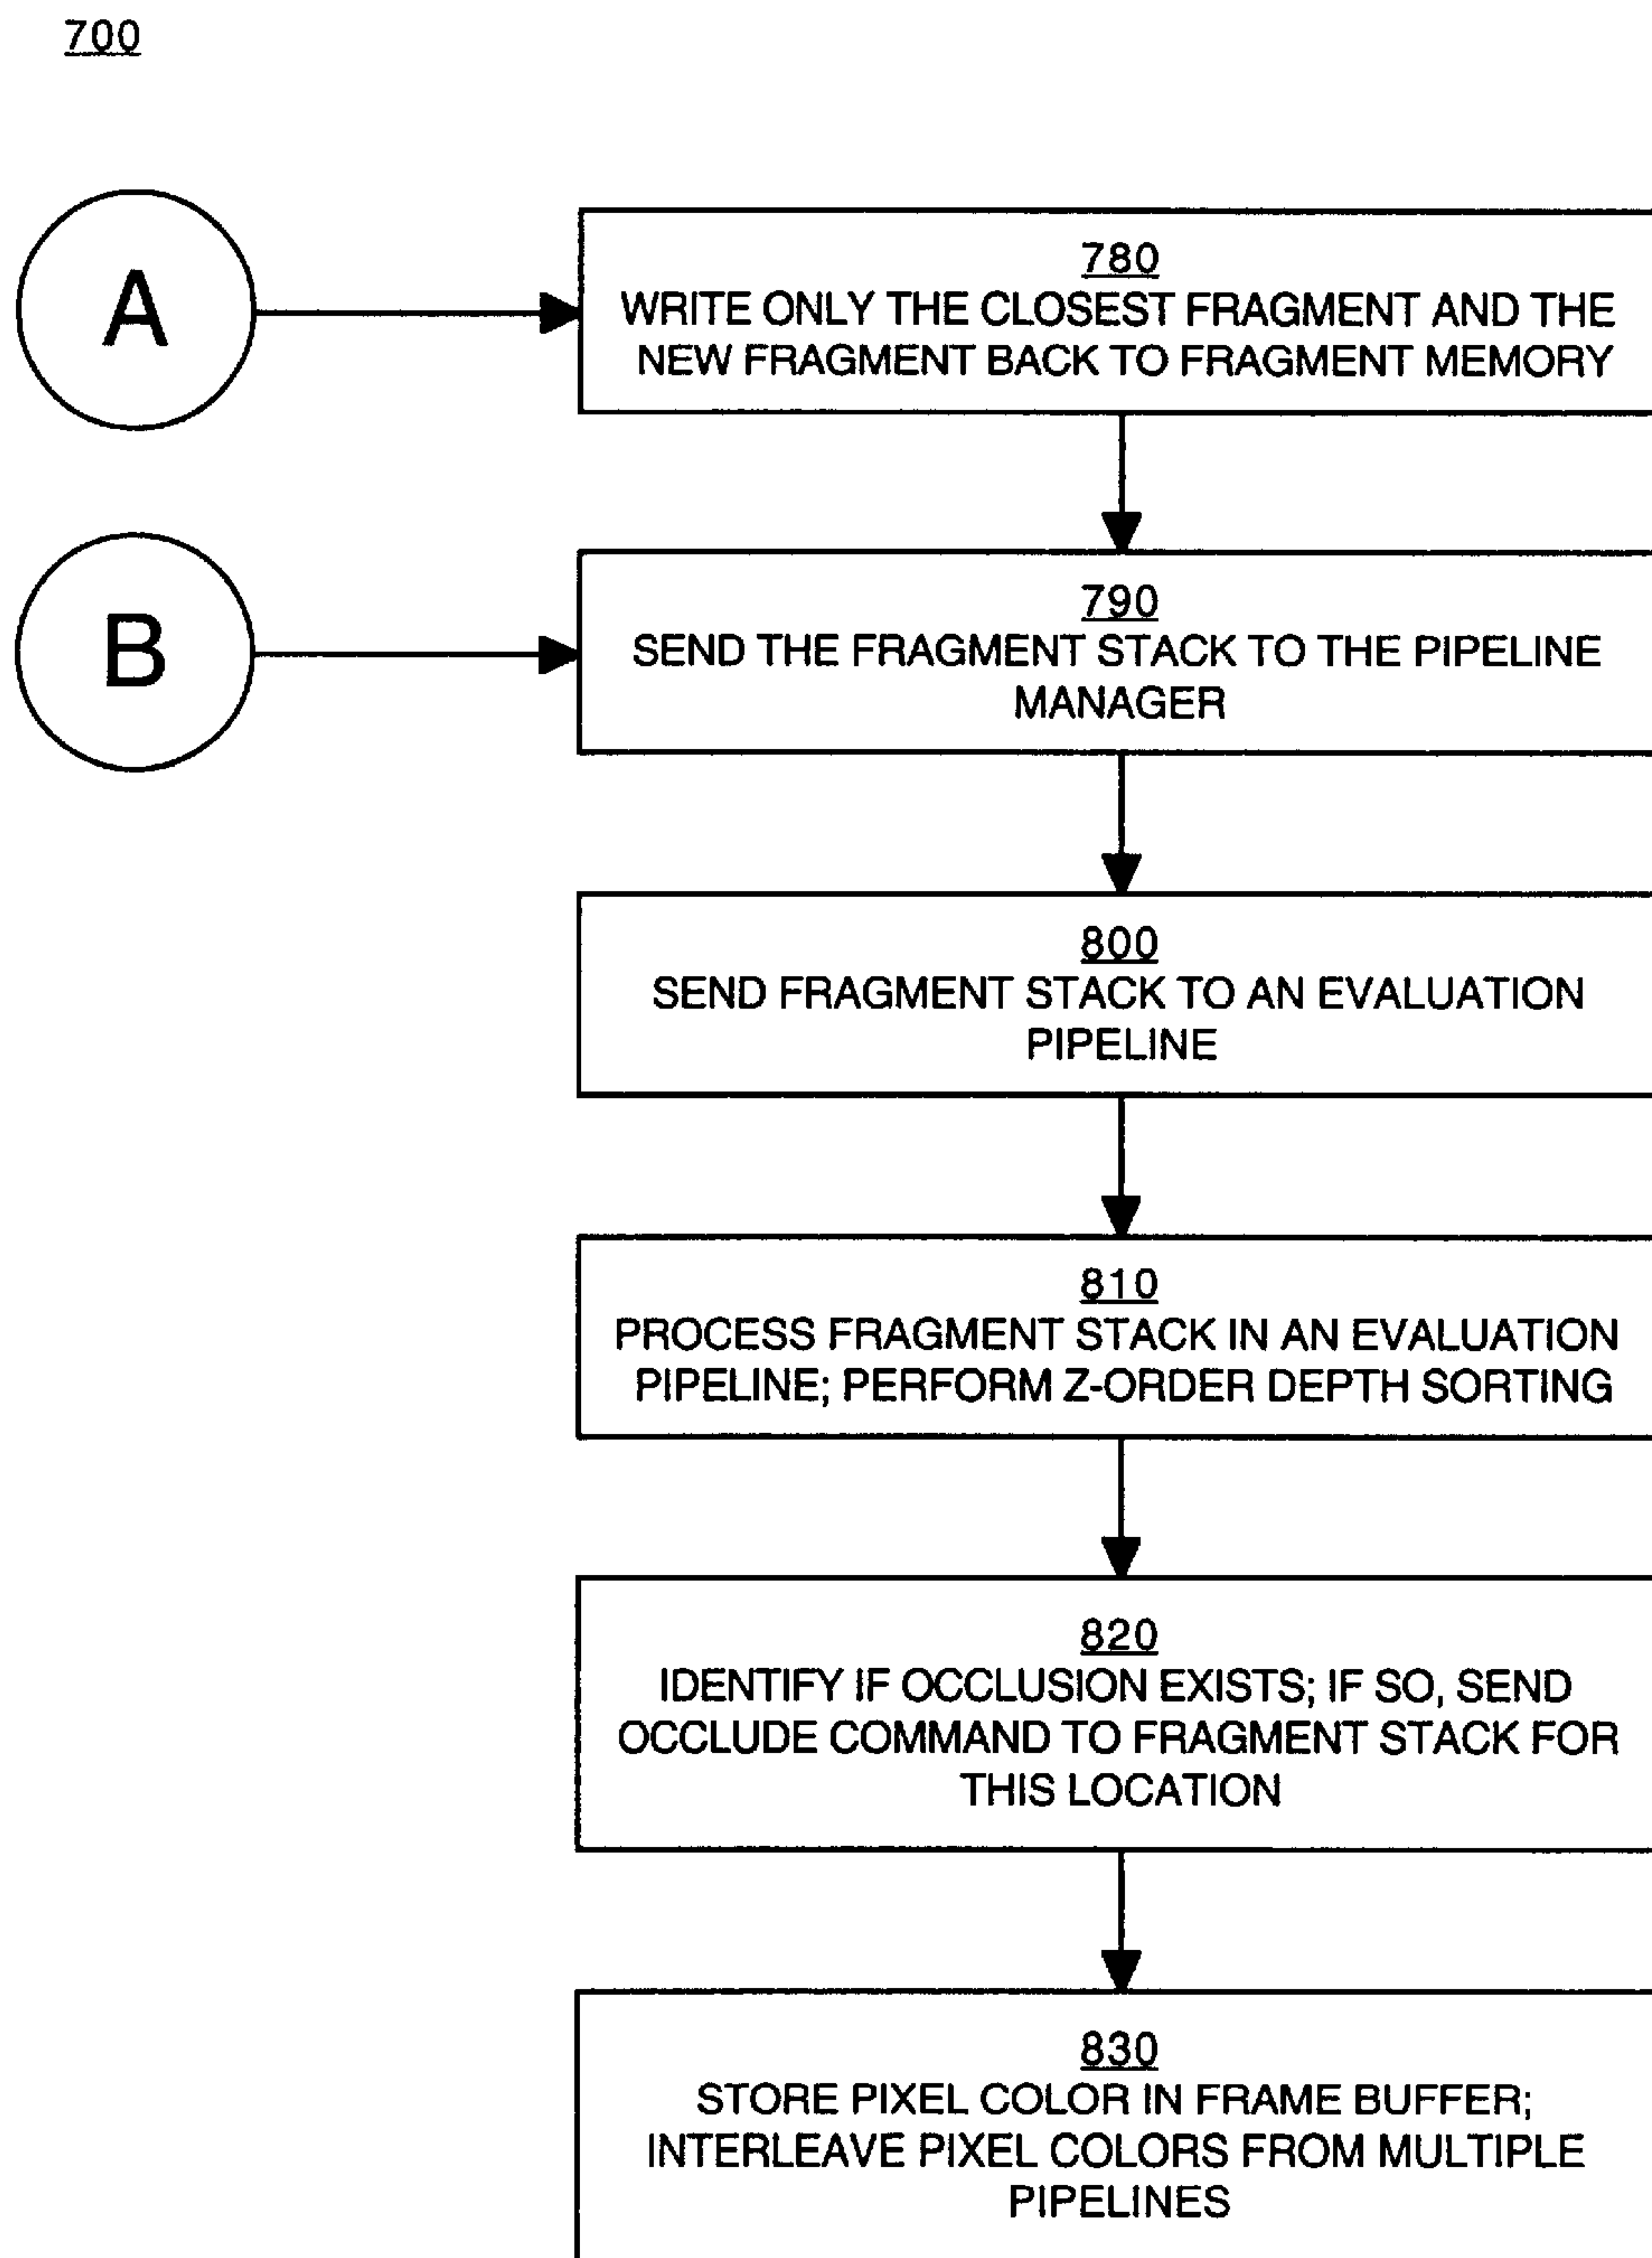 700
A
780
WRITE ONLY THE CLOSEST FRAGMENT AND THE
NEW FRAGMENT BACK TO FRAGMENT MEMORY
B
790
SEND THE FRAGMENT STACK TO THE PIPELINE
MANAGER
800
SEND FRAGMENT STACK TO AN EVALUATION
PIPELINE
810
PROCESS FRAGMENT STACK IN AN EVALUATION
PIPELINE; PERFORM Z-ORDER DEPTH SORTING
820
IDENTIFY IF OCCLUSION EXISTS; IF SO, SEND
OCCLUDE COMMAND TO FRAGMENT STACK FOR
THIS LOCATION
830
STORE PIXEL COLOR IN FRAME BUFFER;
INTERLEAVE PIXEL COLORS FROM MULTIPLE
PIPELINES